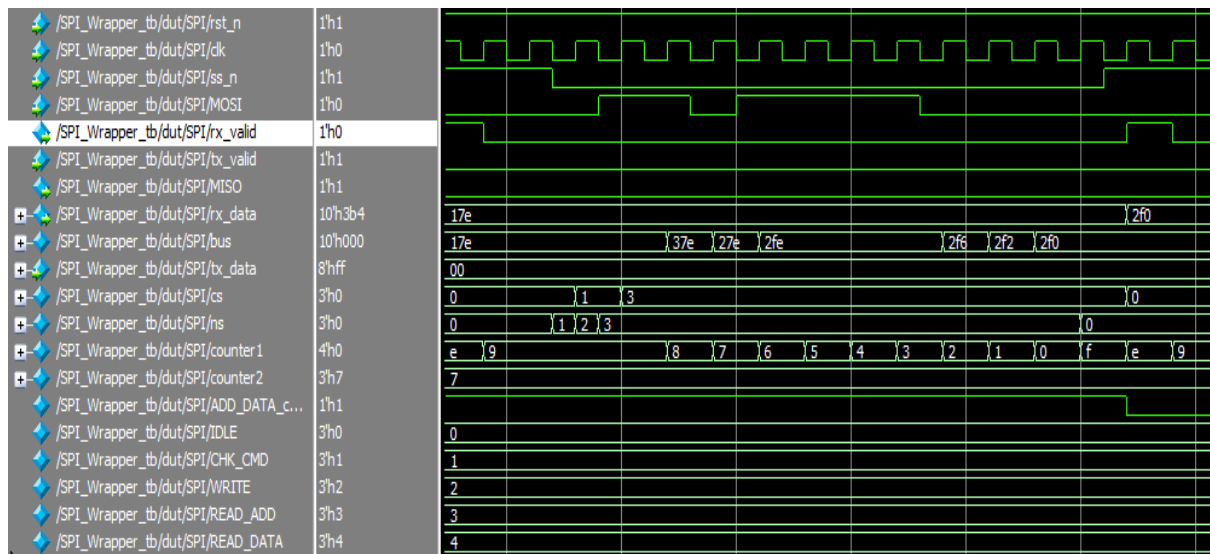 /SPI_Wrapper_tb/dut/SPI/rst_n 1'h1
/SPI_Wrapper_tb/dut/SPI/clk 1'h0
/SPI_Wrapper_tb/dut/SPI/ss_n 1'h1
/SPI_Wrapper_tb/dut/SPI/MOSI 1'h0
/SPI_Wrapper_tb/dut/SPI/rx_valid 1'h0
/SPI_Wrapper_tb/dut/SPI/tx_valid 1'h1
/SPI_Wrapper_tb/dut/SPI/MISO 1'h1
/SPI_Wrapper_tb/dut/SPI/rx_data 10'h3b4 17e 2f0
/SPI_Wrapper_tb/dut/SPI/bus 10'h000 17e 37e 27e 2fe 2f6 2f2 2f0
/SPI_Wrapper_tb/dut/SPI/tx_data 8'hff 00
/SPI_Wrapper_tb/dut/SPI/cs 3'h0 0 1 3 0
/SPI_Wrapper_tb/dut/SPI/ns 3'h0 0 1 2 3 0
/SPI_Wrapper_tb/dut/SPI/counter1 4'h0 e 9 8 7 6 5 4 3 2 1 0 f e 9
/SPI_Wrapper_tb/dut/SPI/counter2 3'h7 7
/SPI_Wrapper_tb/dut/SPI/ADD_DATA_c... 1'h1
/SPI_Wrapper_tb/dut/SPI/IDLE 3'h0 0
/SPI_Wrapper_tb/dut/SPI/CHK_CMD 3'h1 1
/SPI_Wrapper_tb/dut/SPI/WRITE 3'h2 2
/SPI_Wrapper_tb/dut/SPI/READ_ADD 3'h3 3
/SPI_Wrapper_tb/dut/SPI/READ_DATA 3'h4 4